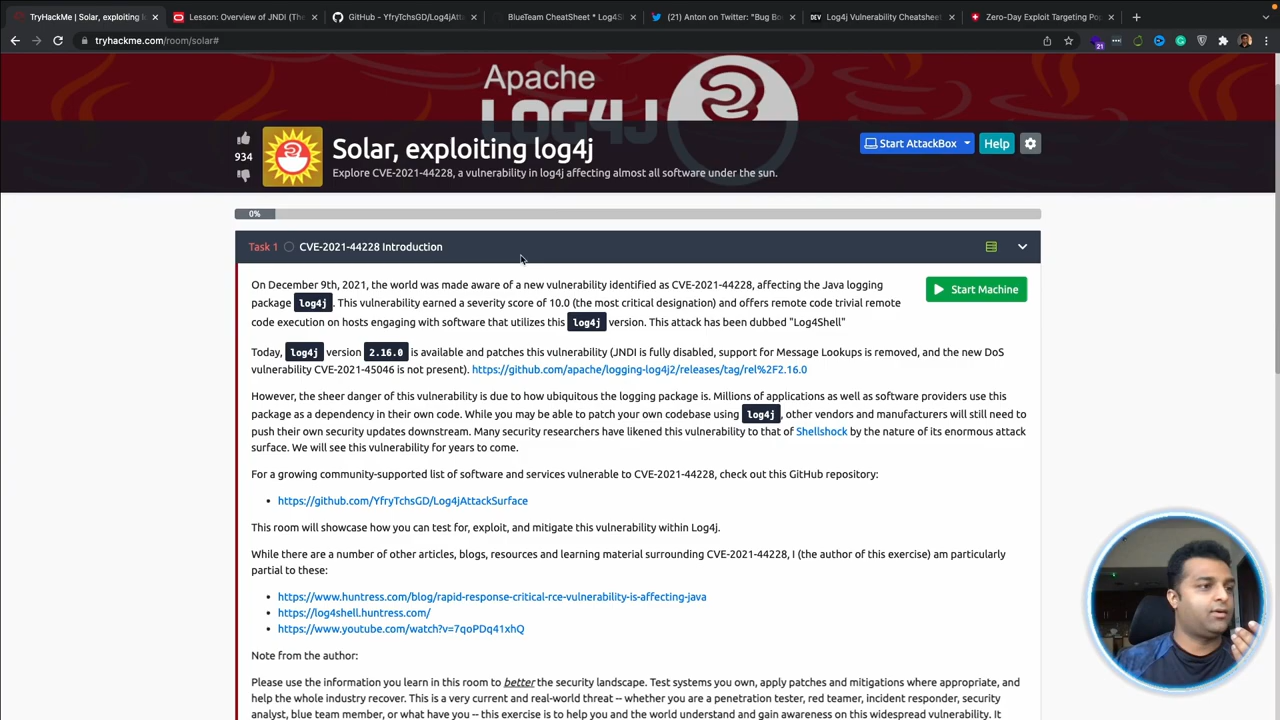 TryHackMe | Solar, exploiting l
Lesson: Overview of JNDI (The
GitHub - YfryTchsGD/Log4jAtta
BlueTeam CheatSheet * Log4S
(21) Anton on Twitter: "Bug Bo
DEV
Log4j Vulnerability Cheatsheet
Zero-Day Exploit Targeting Pop
tryhackme.com/room/solar#
21
Apache
LOG4J
934
Solar, exploiting log4j
Explore CVE-2021-44228, a vulnerability in log4j affecting almost all software under the sun.
Start AttackBox
Help
0%
Task 1
CVE-2021-44228 Introduction
Start Machine
On December 9th, 2021, the world was made aware of a new vulnerability identified as CVE-2021-44228, affecting the Java logging
package log4j. This vulnerability earned a severity score of 10.0 (the most critical designation) and offers remote code trivial remote
code execution on hosts engaging with software that utilizes this log4j version. This attack has been dubbed "Log4Shell"
Today, log4j version 2.16.0 is available and patches this vulnerability (JNDI is fully disabled, support for Message Lookups is removed, and the new DoS
vulnerability CVE-2021-45046 is not present). https://github.com/apache/logging-log4j2/releases/tag/rel%2F2.16.0
However, the sheer danger of this vulnerability is due to how ubiquitous the logging package is. Millions of applications as well as software providers use this
package as a dependency in their own code. While you may be able to patch your own codebase using log4j, other vendors and manufacturers will still need to
push their own security updates downstream. Many security researchers have likened this vulnerability to that of Shellshock by the nature of its enormous attack
surface. We will see this vulnerability for years to come.
For a growing community-supported list of software and services vulnerable to CVE-2021-44228, check out this GitHub repository:
• https://github.com/YfryTchsGD/Log4jAttackSurface
This room will showcase how you can test for, exploit, and mitigate this vulnerability within Log4j.
While there are a number of other articles, blogs, resources and learning material surrounding CVE-2021-44228, I (the author of this exercise) am particularly
partial to these:
• https://www.huntress.com/blog/rapid-response-critical-rce-vulnerability-is-affecting-java
• https://log4shell.huntress.com/
• https://www.youtube.com/watch?v=7qoPDq41xhQ
Note from the author:
Please use the information you learn in this room to better the security landscape. Test systems you own, apply patches and mitigations where appropriate, and
help the whole industry recover. This is a very current and real-world threat -- whether you are a penetration tester, red teamer, incident responder, security
analyst, blue team member, or what have you -- this exercise is to help you and the world understand and gain awareness on this widespread vulnerability. It